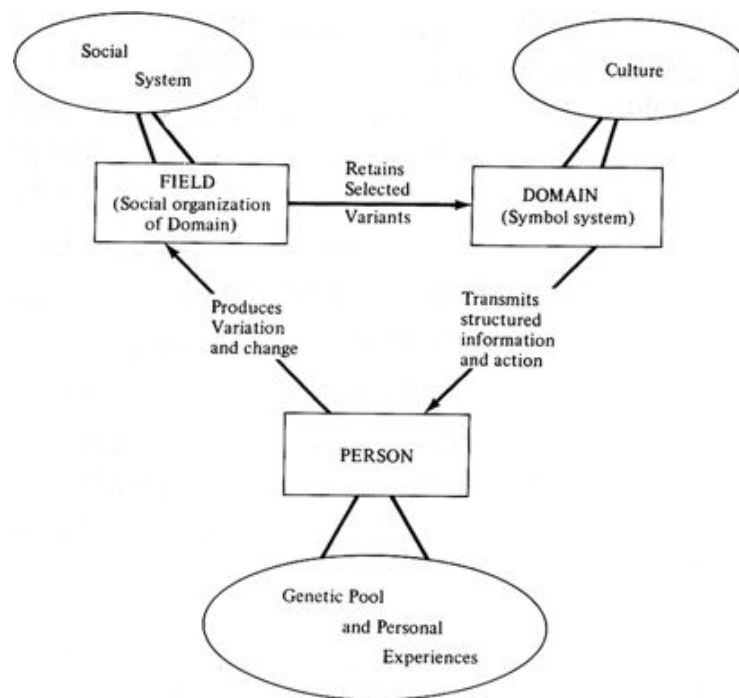 Social
System
Culture
FIELD
(Social organization
of Domain)
Retains
Selected
Variants
DOMAIN
(Symbol system)
Produces
Variation
and change
Transmits
structured
information
and action
PERSON
Genetic Pool
and Personal
Experiences